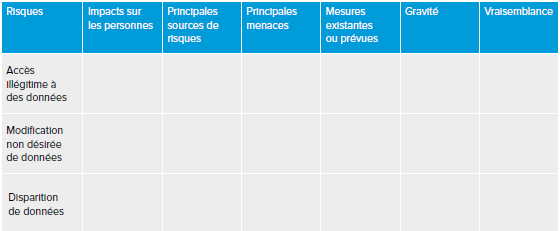 Risques
Impacts sur
les personnes
Principales
sources de
risques
Principales
menaces
Mesures
existantes
ou prévues
Gravité
Vraisemblance
Accès
illégitime à
des données
Modification
non désirée
de données
Disparition
de données